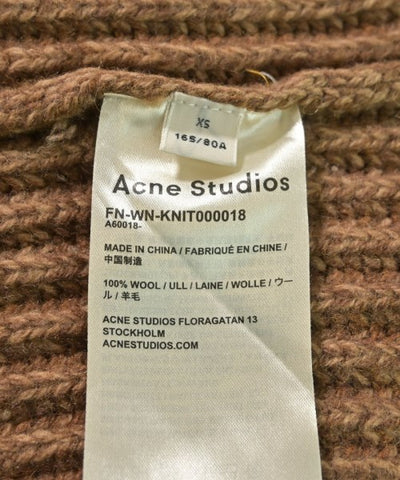 XS
165/80A
Acne Studios
FN-WN-KNIT000018
A60018-
MADE IN CHINA / FABRIQUÉ EN CHINE /
中国制造
100% WOOL / ULL / LAINE / WOLLE / ウー
ル / 羊毛
ACNE STUDIOS FLORAGATAN 13
STOCKHOLM
ACNESTUDIOS.COM